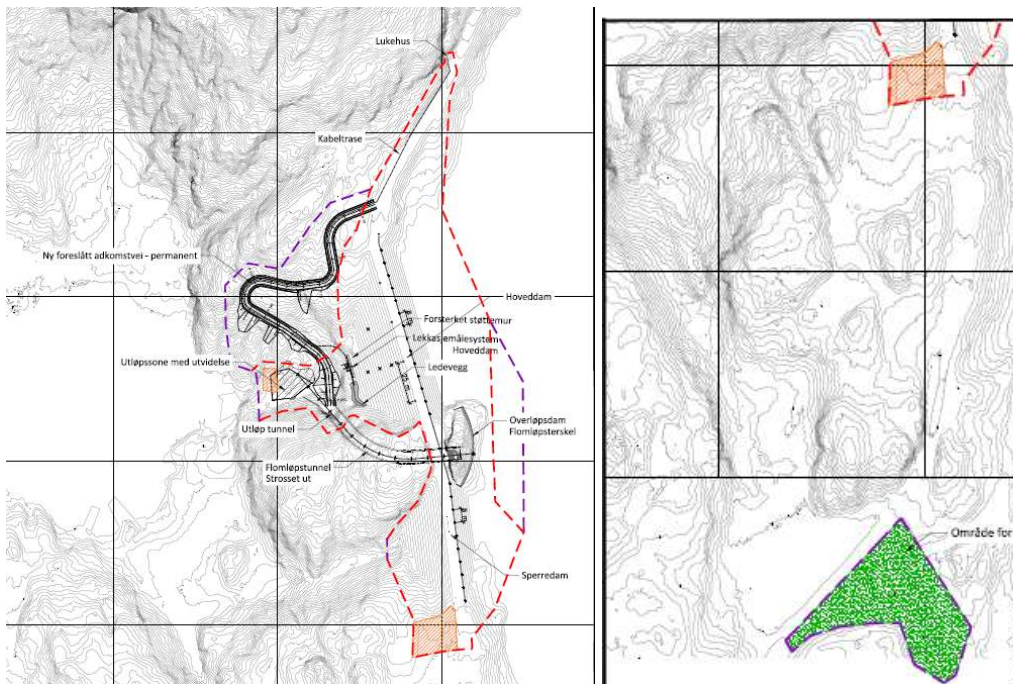 Lukehus
Kabeltrase
Ny foreslått adkomstvei - permanent
Hoveddam
Forsterket støttemur
Lekkasjemålesystem
Hoveddam
Utløpssone med utvidelse
Ledevegg
Overløpsdam
Flomløpsterskel
Utløp tunnel
Flomløpstunnel
Strosset ut
Sperredam
Område for